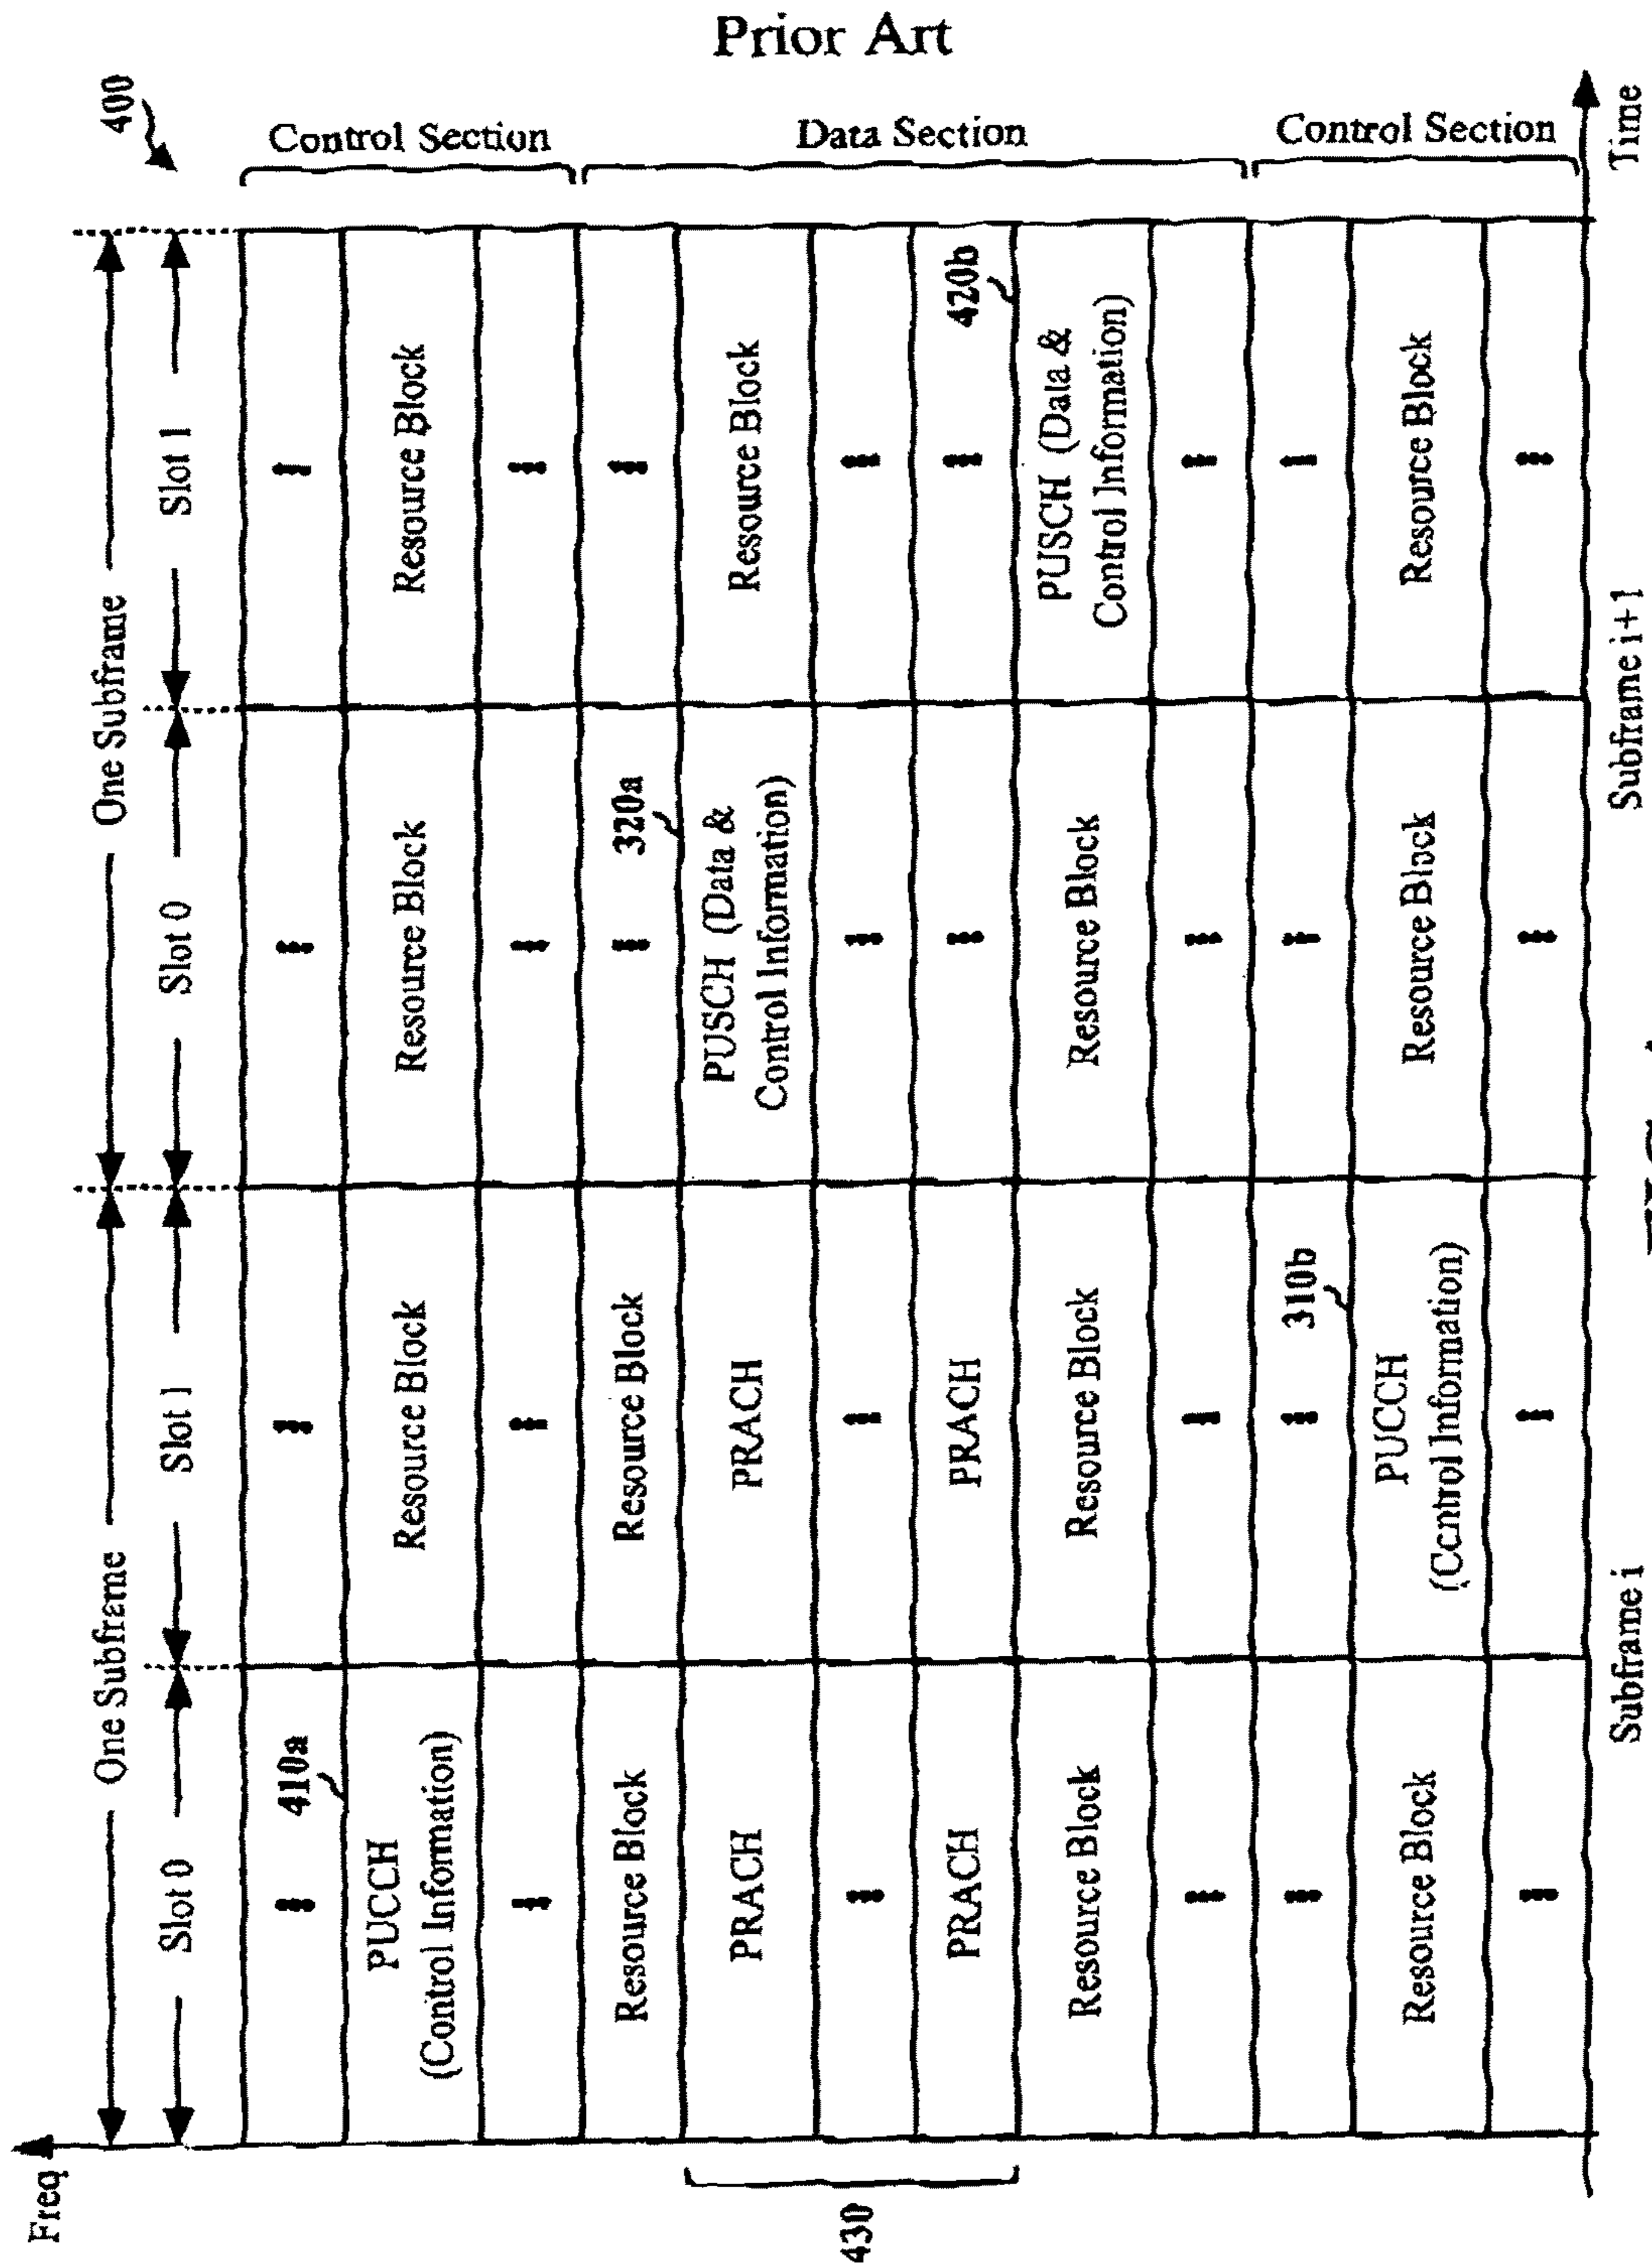 Prior Art
400
One Subframe
One Subframe
Slot 0
Slot 1
Slot 0
Slot 1
Freq
Control Section
Data Section
Control Section
410a
PUCCH
(Control Information)
Resource Block
Resource Block
Resource Block
Resource Block
Resource Block
320a
PUSCH (Data &
Control Information)
Resource Block
430
PRACH
PRACH
PRACH
PRACH
420b
PUSCH (Data &
Control Information)
Resource Block
Resource Block
Resource Block
310b
PUCCH
(Control Information)
Resource Block
Resource Block
Resource Block
Time
Subframe i
Subframe i+1